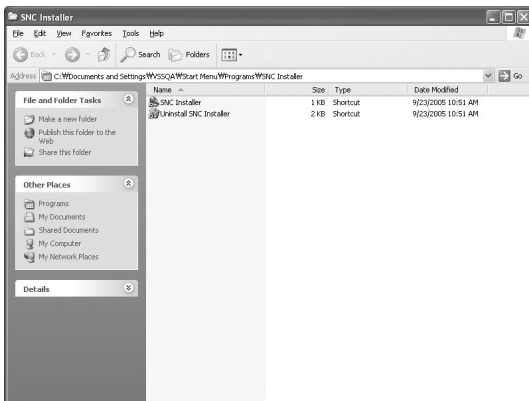 SNC Installer
File Edit View Favorites Tools Help
Back Search Folders
Address C:₩Documents and Settings₩VSSQA₩Start Menu₩Programs₩SNC Installer Go
File and Folder Tasks
Make a new folder
Publish this folder to the
Web
Share this folder
Other Places
Programs
My Documents
Shared Documents
My Computer
My Network Places
Details
Name Size Type Date Modified
SNC Installer 1 KB Shortcut 9/23/2005 10:51 AM
Uninstall SNC Installer 2 KB Shortcut 9/23/2005 10:51 AM